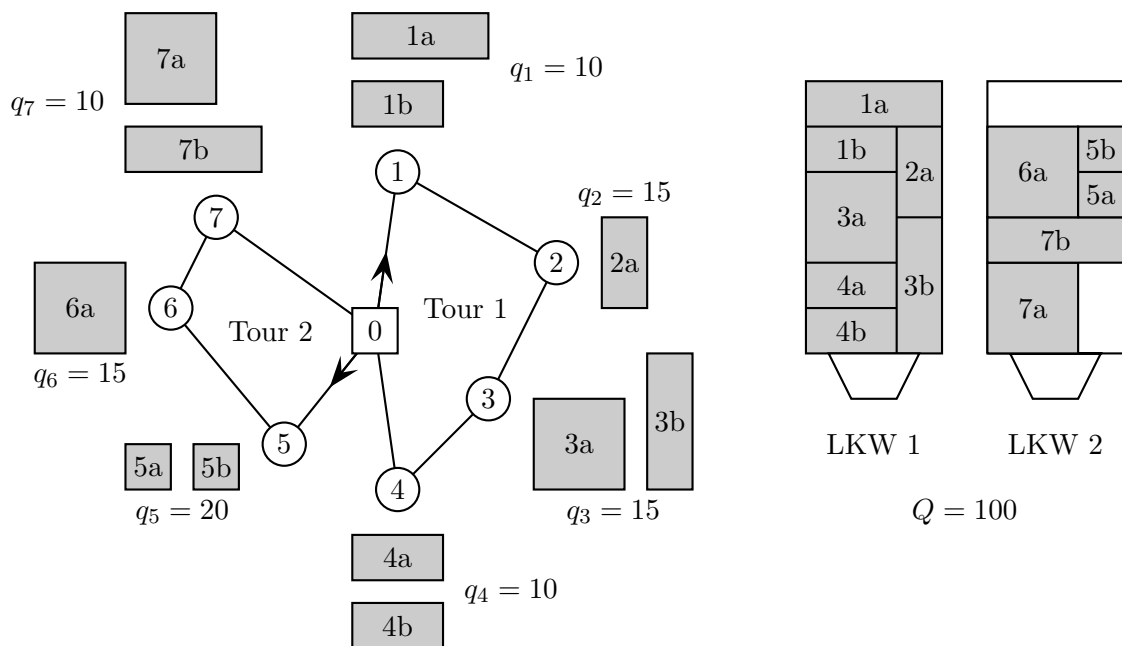 7a
1a
q₁ = 10
q₇ = 10
1b
7b
1
q₂ = 15
7
2
2a
6a
6
Tour 2
0
Tour 1
q₆ = 15
3
3a
3b
5
5a
5b
4
q₅ = 20
q₃ = 15
4a
q₄ = 10
4b
1a
1b
2a
3a
3b
4a
4b
LKW 1
6a
5b
5a
7b
7a
LKW 2
Q = 100